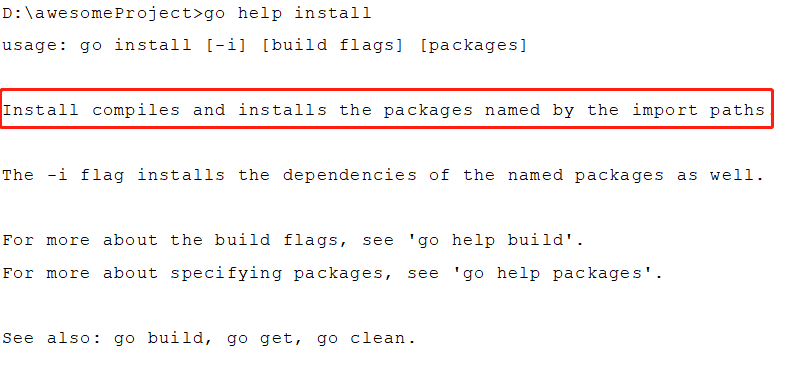 D:\awesomeProject>go help install
usage: go install [-i] [build flags] [packages]
Install compiles and installs the packages named by the import paths.
The -i flag installs the dependencies of the named packages as well.
For more about the build flags, see 'go help build'.
For more about specifying packages, see 'go help packages'.
See also: go build, go get, go clean.